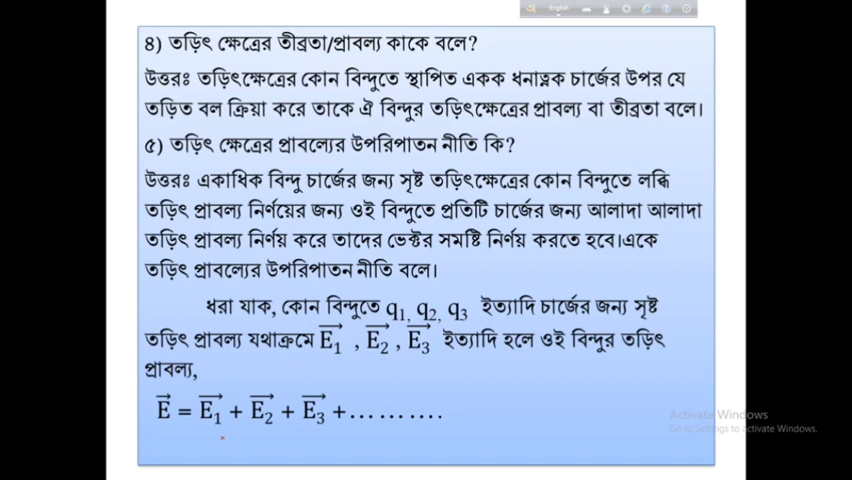 English
৪) তড়িৎ ক্ষেত্রের তীব্রতা/প্রাবল্য কাকে বলে?
উত্তরঃ তড়িৎক্ষেত্রের কোন বিন্দুতে স্থাপিত একক ধনাত্নক চার্জের উপর যে
তড়িত বল ক্রিয়া করে তাকে ঐ বিন্দুর তড়িৎক্ষেত্রের প্রাবল্য বা তীব্রতা বলে।
৫) তড়িৎ ক্ষেত্রের প্রাবল্যের উপরিপাতন নীতি কি?
উত্তরঃ একাধিক বিন্দু চার্জের জন্য সৃষ্ট তড়িৎক্ষেত্রের কোন বিন্দুতে লব্ধি
তড়িৎ প্রাবল্য নির্ণয়ের জন্য ওই বিন্দুতে প্রতিটি চার্জের জন্য আলাদা আলাদা
তড়িৎ প্রাবল্য নির্ণয় করে তাদের ভেক্টর সমষ্টি নির্ণয় করতে হবে।একে
তড়িৎ প্রাবল্যের উপরিপাতন নীতি বলে।
ধরা যাক, কোন বিন্দুতে q₁, q₂, q₃ ইত্যাদি চার্জের জন্য সৃষ্ট
তড়িৎ প্রাবল্য যথাক্রমে E₁⃗ , E₂⃗ , E₃⃗ ইত্যাদি হলে ওই বিন্দুর তড়িৎ
প্রাবল্য,
E⃗ = E₁⃗ + E₂⃗ + E₃⃗ +……….
Activate Windows
Go to Settings to activate Windows.